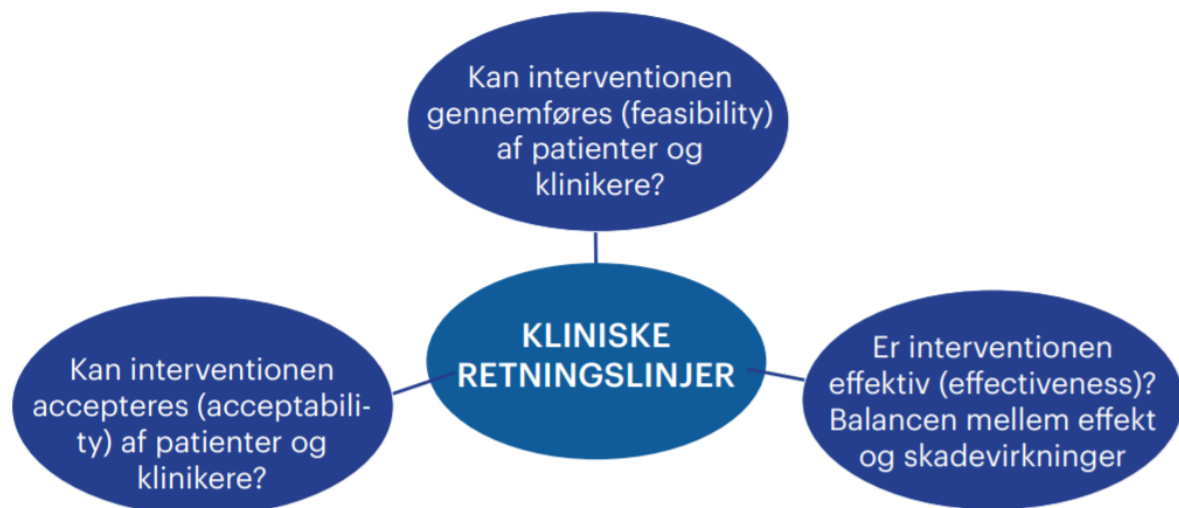 Kan interventionen
gennemføres (feasibility)
af patienter og
klinikere?
KLINISKE
RETNINGSLINJER
Kan interventionen
accepteres (acceptabili-
ty) af patienter og
klinikere?
Er interventionen
effektiv (effectiveness)?
Balancen mellem effekt
og skadevirkninger